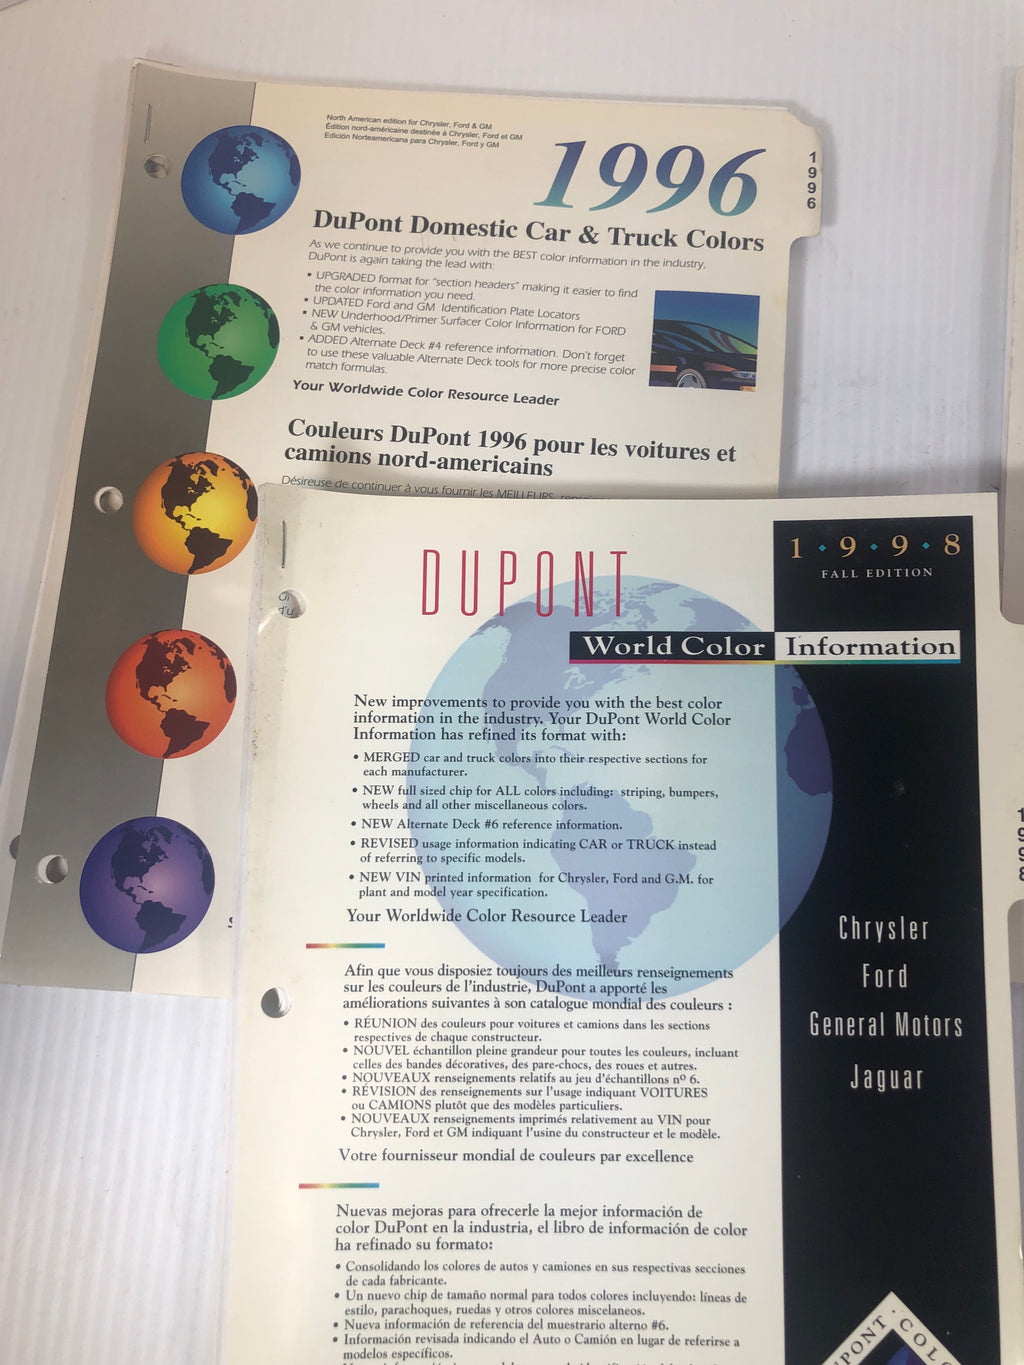 North American edition for Chrysler, Ford & GM
Édition nord-américaine destinée à Chrysler, Ford et GM
Edición Norteamericana para Chrysler, Ford y GM
1996
1996
DuPont Domestic Car & Truck Colors
As we continue to provide you with the BEST color information in the industry,
DuPont is again taking the lead with:
• UPGRADED format for "section headers" making it easier to find
the color information you need.
• UPDATED Ford and GM Identification Plate Locators
• NEW Underhood/Primer Surfacer Color Information for FORD
& GM vehicles.
• ADDED Alternate Deck #4 reference information. Don't forget
to use these valuable Alternate Deck tools for more precise color
match formulas.
Your Worldwide Color Resource Leader
Couleurs DuPont 1996 pour les voitures et
camions nord-americains
Désireuse de continuer à vous fournir les MEILLEURS
DUPONT
1•9•9•8
FALL EDITION
World Color Information
New improvements to provide you with the best color
information in the industry. Your DuPont World Color
Information has refined its format with:
• MERGED car and truck colors into their respective sections for
each manufacturer.
• NEW full sized chip for ALL colors including: striping, bumpers,
wheels and all other miscellaneous colors.
• NEW Alternate Deck #6 reference information.
• REVISED usage information indicating CAR or TRUCK instead
of referring to specific models.
• NEW VIN printed information for Chrysler, Ford and G.M. for
plant and model year specification.
Your Worldwide Color Resource Leader
Afin que vous disposiez toujours des meilleurs renseignements
sur les couleurs de l'industrie, DuPont a apporté les
améliorations suivantes à son catalogue mondial des couleurs :
• RÉUNION des couleurs pour voitures et camions dans les sections
respectives de chaque constructeur.
• NOUVEL échantillon pleine grandeur pour toutes les couleurs, incluant
celles des bandes décoratives, des pare-chocs, des roues et autres.
• NOUVEAUX renseignements relatifs au jeu d'échantillons nº 6.
• RÉVISION des renseignements sur l'usage indiquant VOITURES
ou CAMIONS plutôt que des modèles particuliers.
• NOUVEAUX renseignements imprimés relativement au VIN pour
Chrysler, Ford et GM indiquant l'usine du constructeur et le modèle.
Votre fournisseur mondial de couleurs par excellence
Nuevas mejoras para ofrecerle la mejor información de
color DuPont en la industria, el libro de información de color
ha refinado su formato:
• Consolidando los colores de autos y camiones en sus respectivas secciones
de cada fabricante.
• Un nuevo chip de tamaño normal para todos colores incluyendo: líneas de
estilo, parachoques, ruedas y otros colores miscelaneos.
• Nueva información de referencia del muestrario alterno #6.
• Información revisada indicando el Auto o Camión en lugar de referirse a
modelos específicos.
Chrysler
Ford
General Motors
Jaguar
1998
PONT · COL